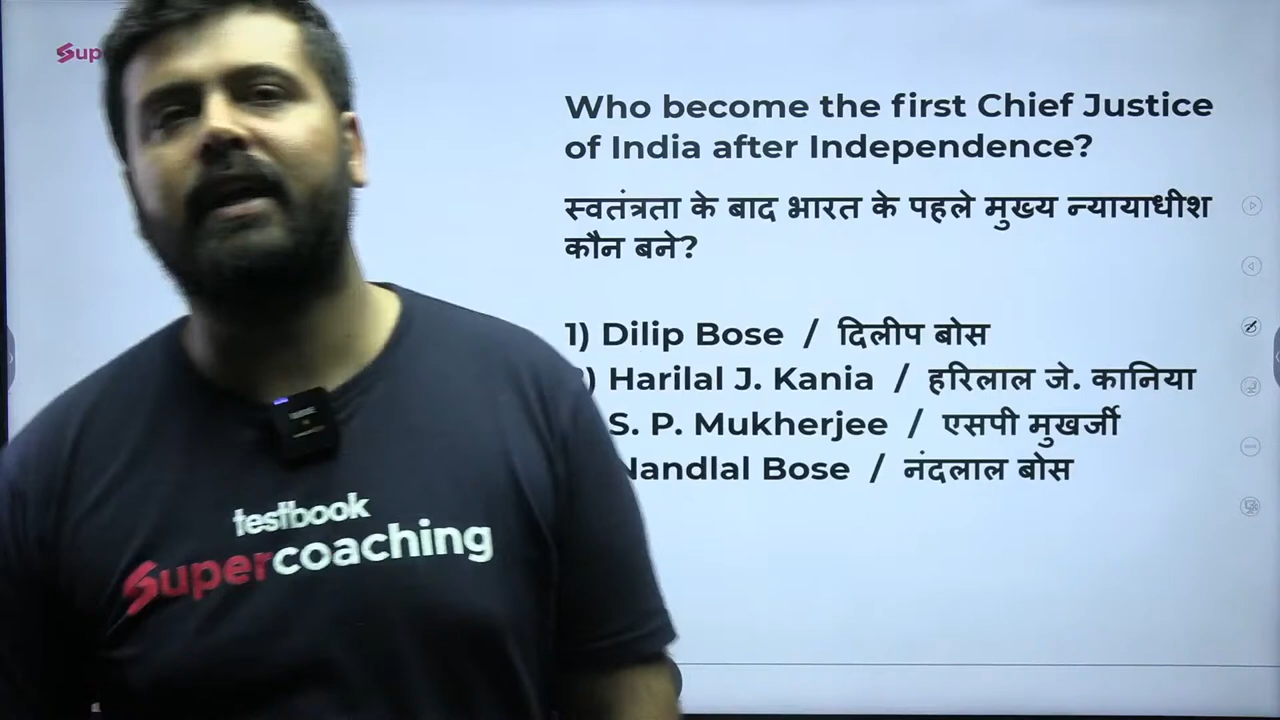 Sup
Who become the first Chief Justice
of India after Independence?
स्वतंत्रता के बाद भारत के पहले मुख्य न्यायाधीश
कौन बने?
1) Dilip Bose / दिलीप बोस
) Harilal J. Kania / हरिलाल जे. कानिया
S. P. Mukherjee / एसपी मुखर्जी
Nandlal Bose / नंदलाल बोस
testbook
Supercoaching